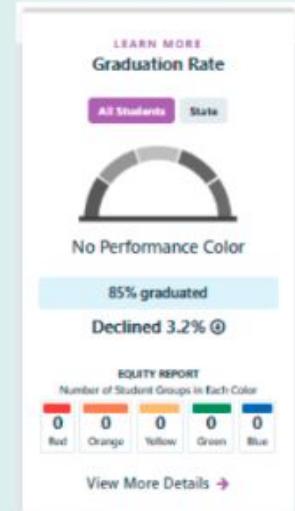 LEARN MORE
Graduation Rate
All Students State
No Performance Color
85% graduated
Declined 3.2%
EQUITY REPORT
Number of Student Groups in Each Color
0 0 0 0 0
Red Orange Yellow Green Blue
View More Details →